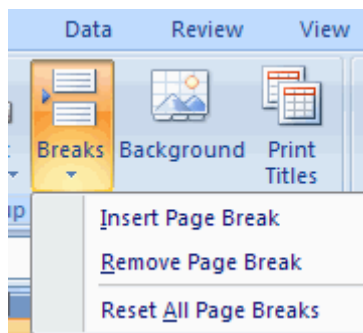 Data Review View
Breaks Background Print
Titles
Insert Page Break
Remove Page Break
Reset All Page Breaks